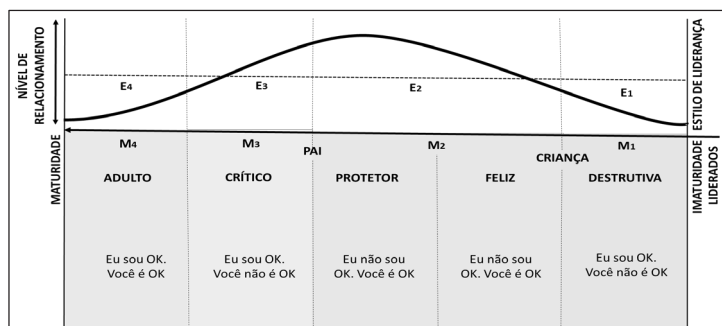 NÍVEL DE
RELACIONAMENTO
E4
E3
E2
E1
ESTILO DE LIDERANÇA
MATURIDADE
M4
M3
M2
M1
PAI
CRIANÇA
ADULTO
CRÍTICO
PROTETOR
FELIZ
DESTRUTIVA
IMATURIDADE
LIDERADOS
Eu sou OK.
Você é OK
Eu sou OK.
Você não é OK
Eu não sou
OK. Você é OK
Eu não sou
OK. Você é OK
Eu sou OK.
Você não é OK